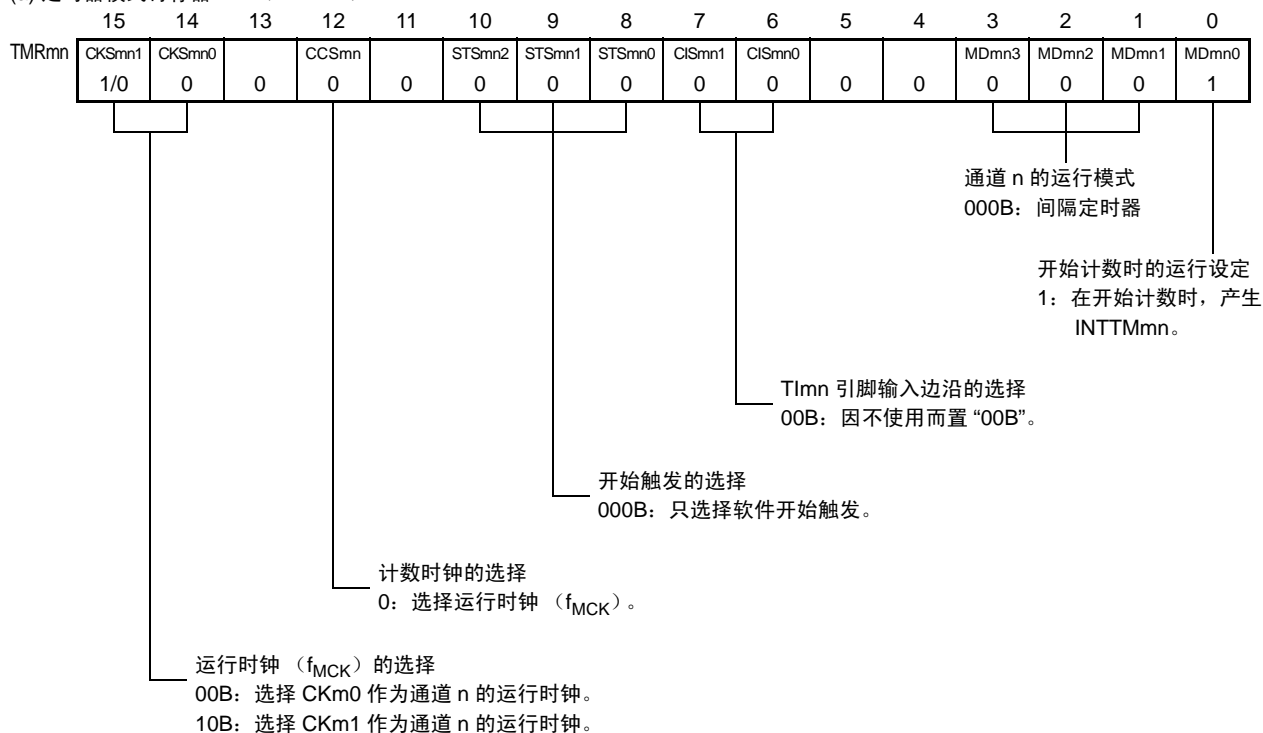 15 14 13 12 11 10 9 8 7 6 5 4 3 2 1 0
TMRmn CKSmn1 CKSmn0 CCSmn STSmn2 STSmn1 STSmn0 CISmn1 CISmn0 MDmn3 MDmn2 MDmn1 MDmn0
1/0 0 0 0 0 0 0 0 0 0 0 0 0 0 0 1
通道 n 的运行模式
000B：间隔定时器
开始计数时的运行设定
1：在开始计数时，产生
INTTMmn。
TImn 引脚输入边沿的选择
00B：因不使用而置 “00B”。
开始触发的选择
000B：只选择软件开始触发。
计数时钟的选择
0：选择运行时钟 （fMCK）。
运行时钟 （fMCK）的选择
00B：选择 CKm0 作为通道 n 的运行时钟。
10B：选择 CKm1 作为通道 n 的运行时钟。